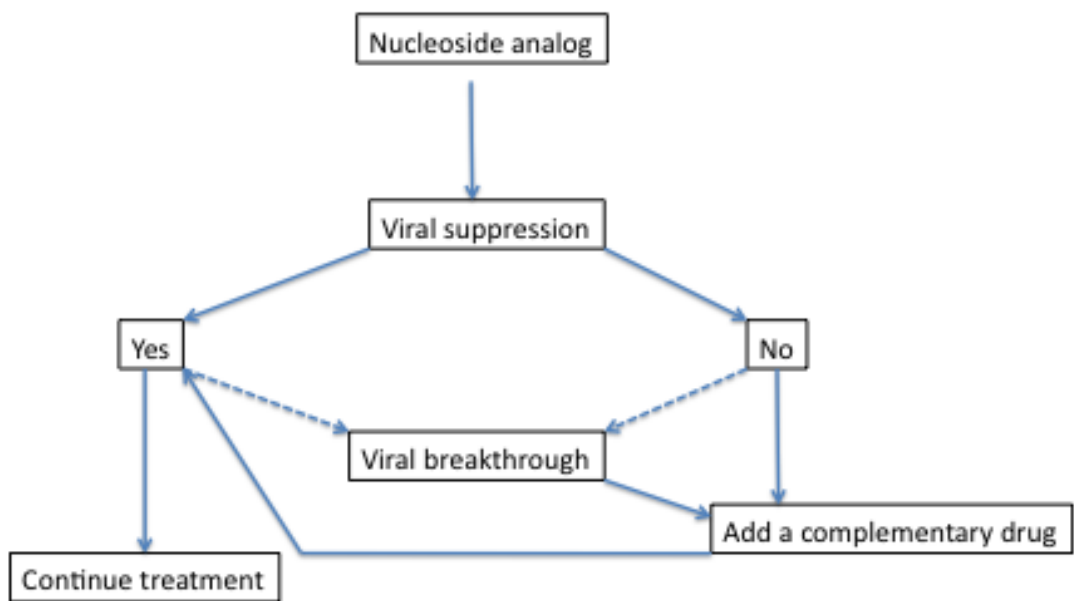 Nucleoside analog
Viral suppression
Yes
No
Viral breakthrough
Add a complementary drug
Continue treatment